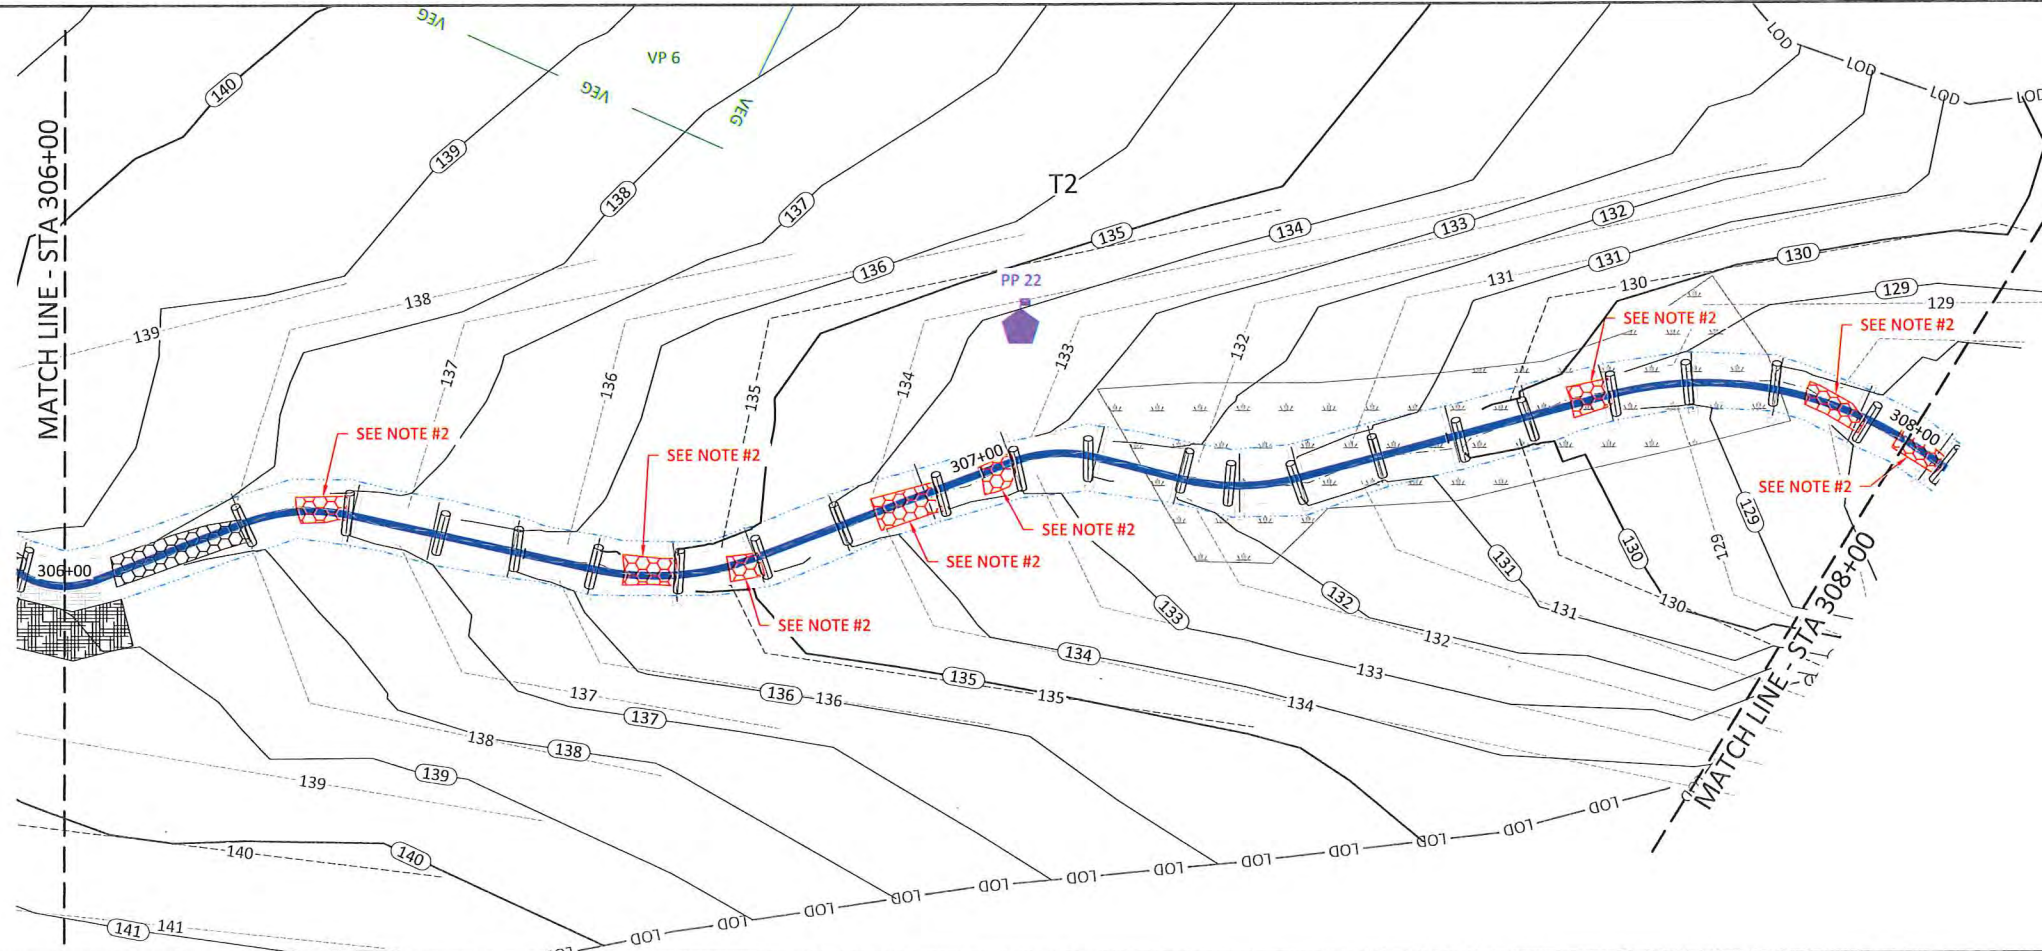 VEG
LOD
VP 6
LOD
140
VEG
VEG
LOD
LOD
MATCH LINE - STA 306+00
139
T2
138
137
132
133
134
135
136
131
130
131
130
PP 22
129
129
138
139
SEE NOTE #2
SEE NOTE #2
132
133
137
136
135
134
SEE NOTE #2
SEE NOTE #2
307+00
308+00
SEE NOTE #2
SEE NOTE #2
129
SEE NOTE #2
130
129
131
306+00
132
130
131
133
SEE NOTE #2
132
134
133
135
135
134
136
136
137
137
138
138
139
139
MATCH LINE - STA 308+00
140
140
LOD
LOD
LOD
LOD
LOD
LOD
LOD
LOD
LOD
LOD
LOD
LOD
141
141